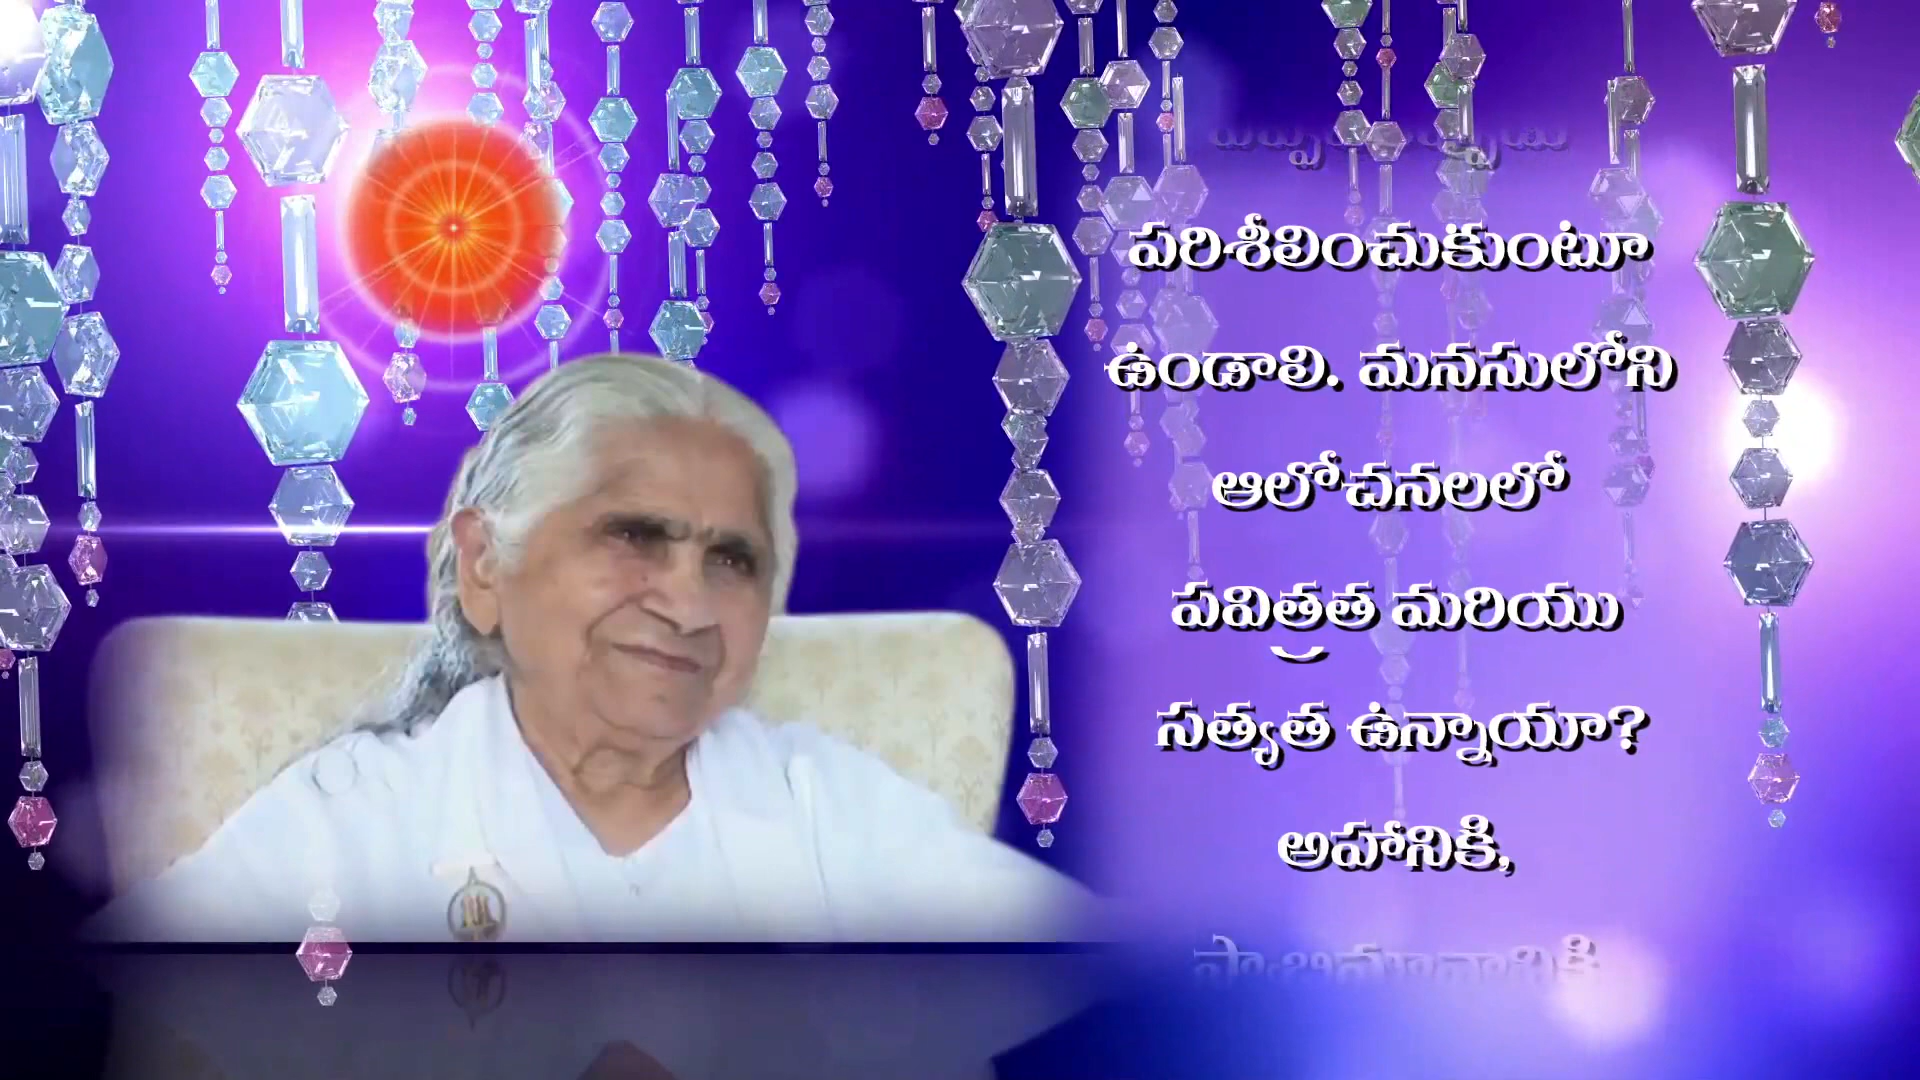 పరిశీలించుకుంటూ
ఉండాలి. మనసులోని
ఆలోచనలలో
పవిత్రత మరియు
సత్యత ఉన్నాయా?
అహానికి,